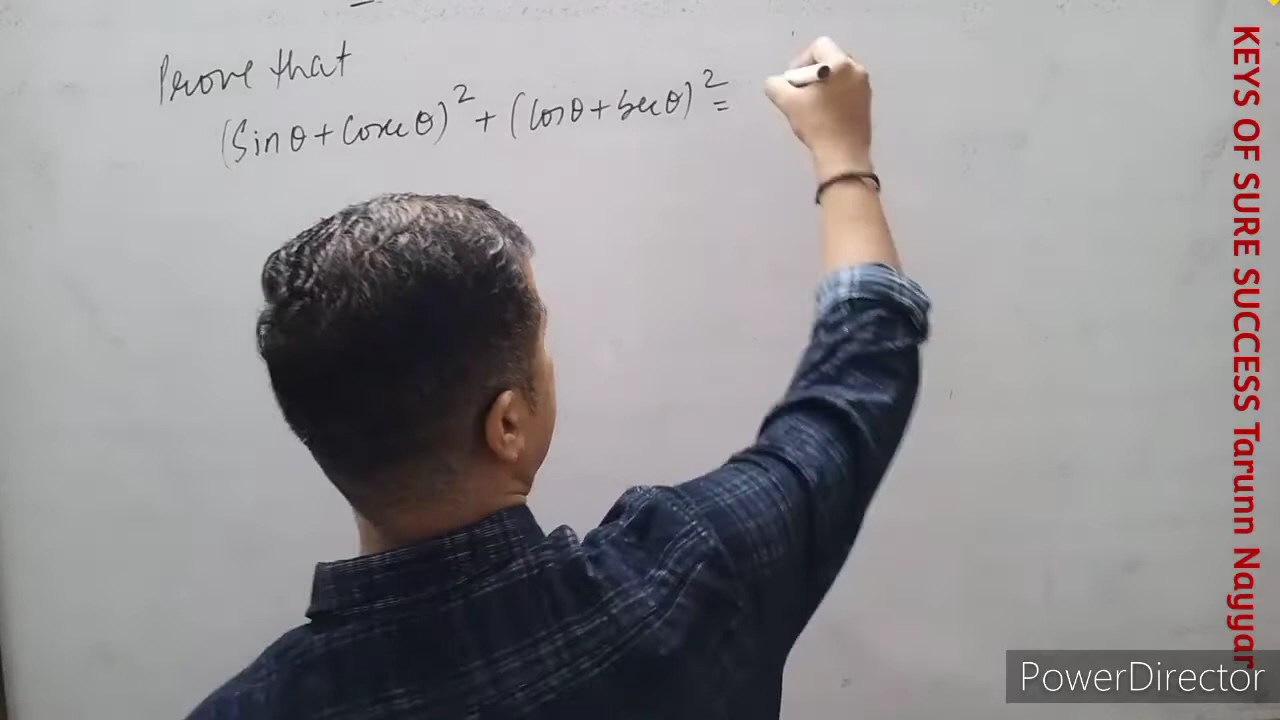 Prove that
(Sinθ + Cosecθ)² + (Cosθ + Secθ)² =
KEYS OF SURE SUCCESS Tarunn Nayyar
PowerDirector